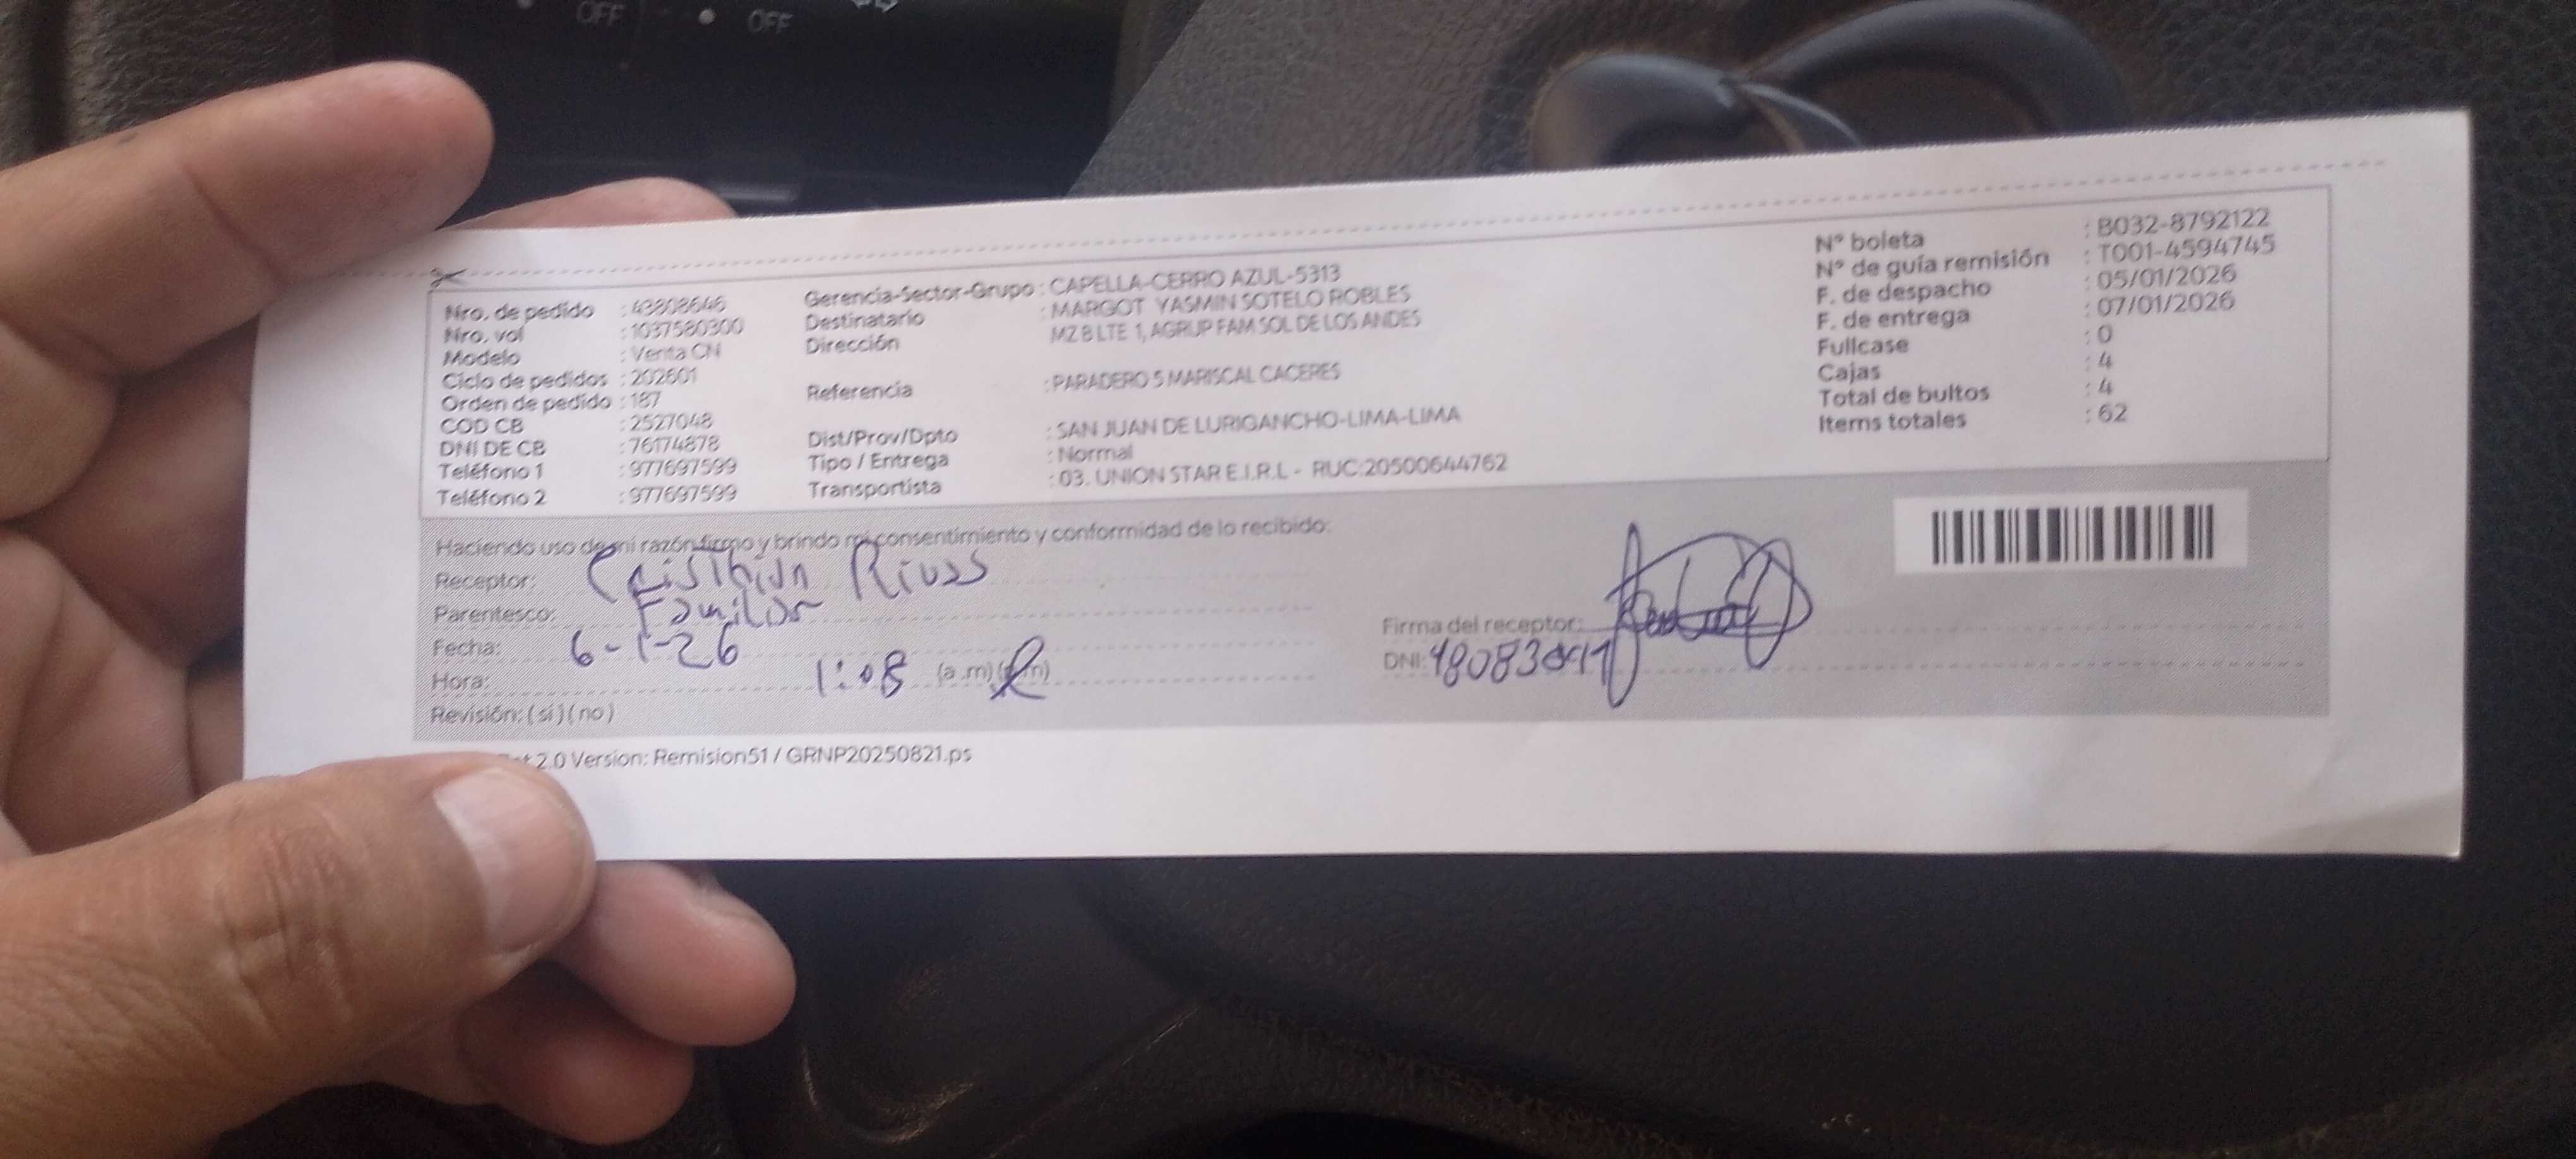 OFF OFF
Nro. de pedido : 43808646
Nro. vol : 1037580300
Modelo : Venta CN
Ciclo de pedidos : 202601
Orden de pedido : 187
COD CB : 2527048
DNI DE CB : 76174878
Teléfono 1 : 977697599
Teléfono 2 : 977697599
Gerencia-Sector-Grupo : CAPELLA-CERRO AZUL-5313
Destinatario : MARGOT YASMIN SOTELO ROBLES
Dirección MZ B LTE 1, AGRUP FAM SOL DE LOS ANDES
Referencia : PARADERO 5 MARISCAL CACERES
Dist/Prov/Dpto : SAN JUAN DE LURIGANCHO-LIMA-LIMA
Tipo / Entrega : Normal
Transportista : 03. UNION STAR E.I.R.L - RUC:20500644762
N° boleta : B032-8792122
N° de guía remisión : T001-4594745
F. de despacho : 05/01/2026
F. de entrega : 07/01/2026
Fullcase : 0
Cajas : 4
Total de bultos : 4
Items totales : 62
Haciendo uso de mi razón firmo y brindo mi consentimiento y conformidad de lo recibido:
Receptor: Cristhian Rivas
Parentesco: Familiar
Fecha: 6-1-26
Hora: 1:08 (a.m) (p.m)
Revisión: (si) (no)
Firma del receptor:
DNI:
2.0 Version: Remision51 / GRNP20250821.ps